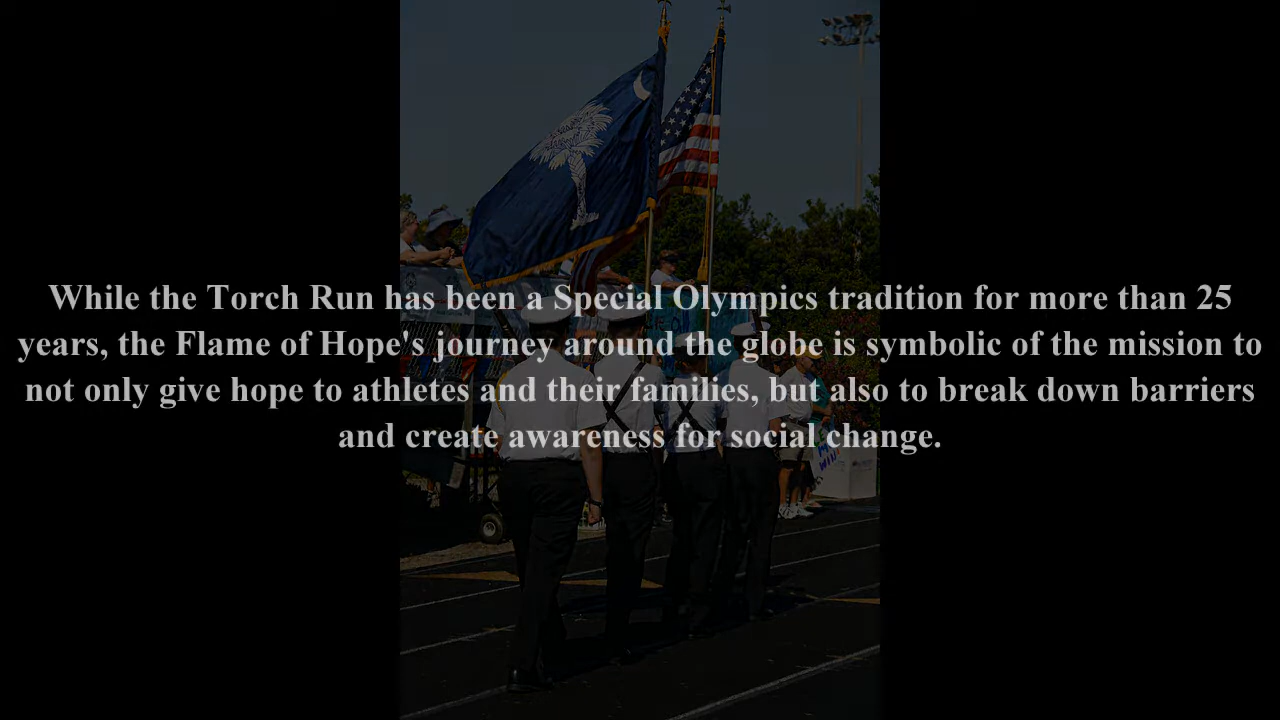 While the Torch Run has been a Special Olympics tradition for more than 25
years, the Flame of Hope's journey around the globe is symbolic of the mission to
not only give hope to athletes and their families, but also to break down barriers
and create awareness for social change.